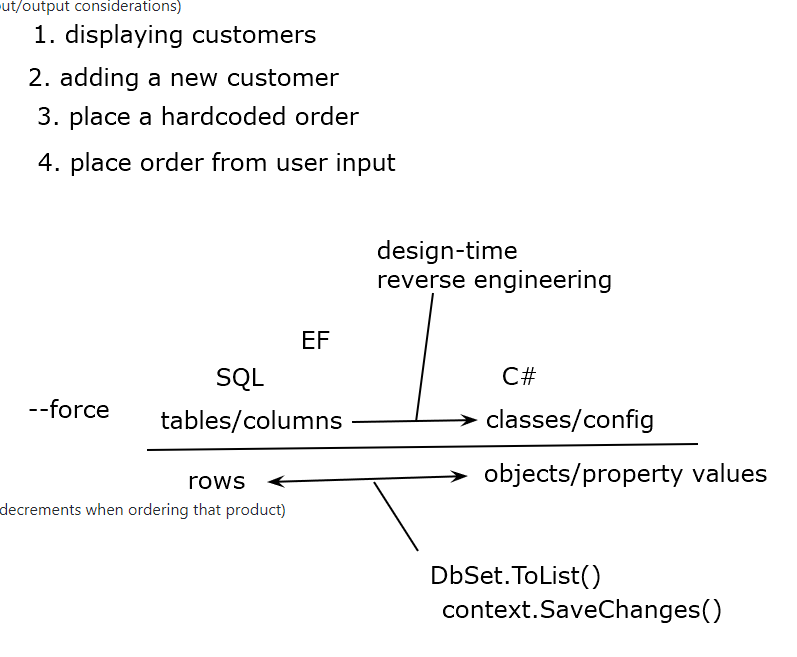 ut/output considerations)
1. displaying customers
2. adding a new customer
3. place a hardcoded order
4. place order from user input
design-time
reverse engineering
EF
SQL
C#
--force
tables/columns
classes/config
rows
objects/property values
decrements when ordering that product)
DbSet.ToList()
context.SaveChanges()